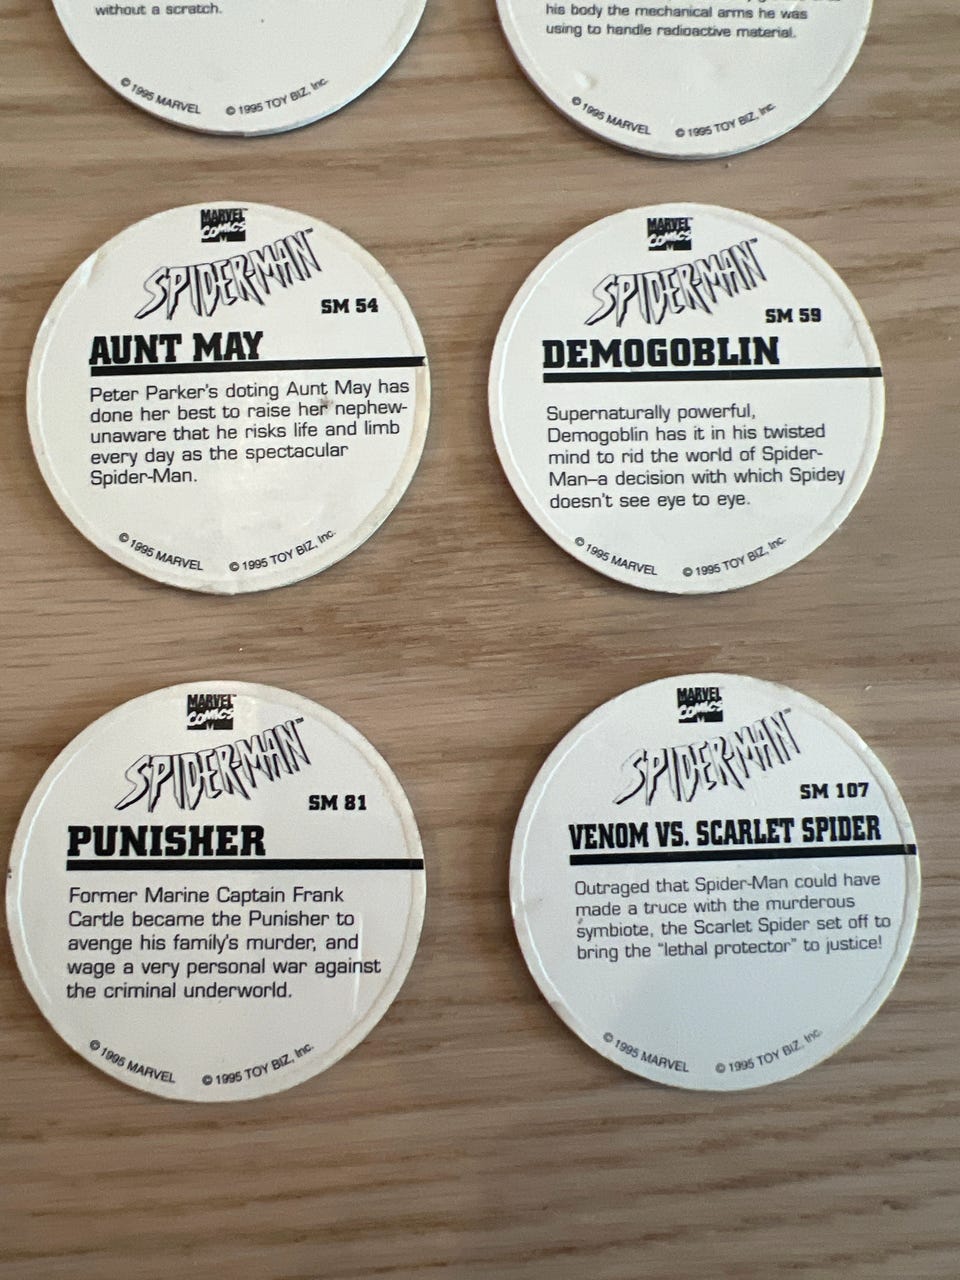 without a scratch.
© 1995 MARVEL © 1995 TOY BIZ, Inc.
his body the mechanical arms he was
using to handle radioactive material.
© 1995 MARVEL © 1995 TOY BIZ, Inc.
MARVEL
COMICS
SPIDER-MAN™
SM 54
AUNT MAY
Peter Parker's doting Aunt May has
done her best to raise her nephew-
unaware that he risks life and limb
every day as the spectacular
Spider-Man.
© 1995 MARVEL © 1995 TOY BIZ, Inc.
MARVEL
COMICS
SPIDER-MAN™
SM 59
DEMOGOBLIN
Supernaturally powerful,
Demogoblin has it in his twisted
mind to rid the world of Spider-
Man–a decision with which Spidey
doesn't see eye to eye.
© 1995 MARVEL © 1995 TOY BIZ, Inc.
MARVEL™
COMICS
SPIDER-MAN™
SM 81
PUNISHER
Former Marine Captain Frank
Cartle became the Punisher to
avenge his family's murder, and
wage a very personal war against
the criminal underworld.
© 1995 MARVEL © 1995 TOY BIZ, Inc.
MARVEL™
COMICS
SPIDER-MAN™
SM 107
VENOM VS. SCARLET SPIDER
Outraged that Spider-Man could have
made a truce with the murderous
symbiote, the Scarlet Spider set off to
bring the "lethal protector" to justice!
© 1995 MARVEL © 1995 TOY BIZ, Inc.